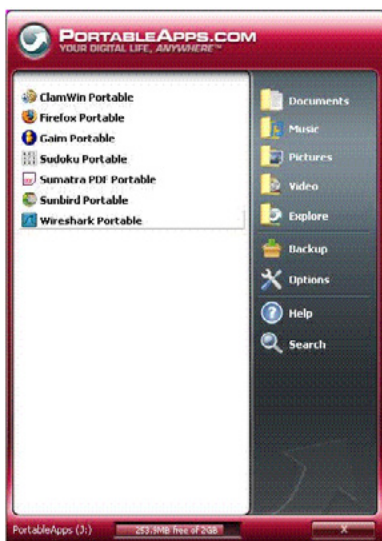 PORTABLEAPPS.COM
YOUR DIGITAL LIFE, ANYWHERE™
ClamWin Portable
Firefox Portable
Gaim Portable
Sudoku Portable
Sumatra PDF Portable
Sunbird Portable
Wireshark Portable
Documents
Music
Pictures
Video
Explore
Backup
Options
Help
Search
PortableApps (J:)
253.9MB free of 2GB
X